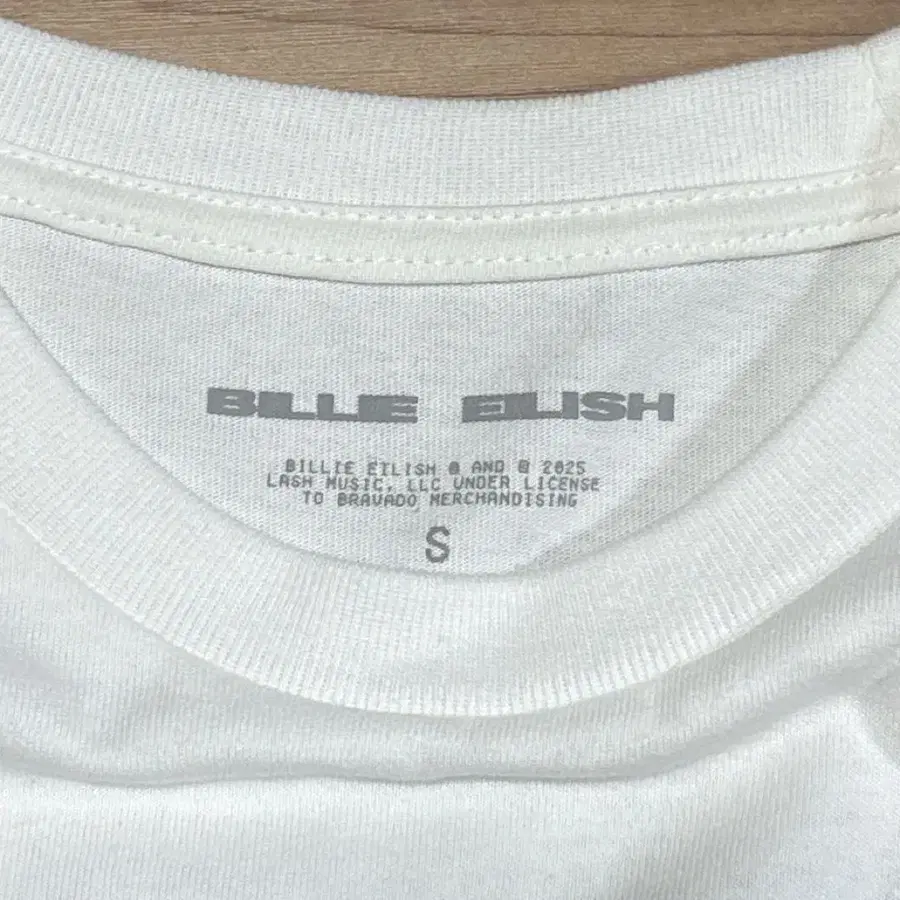 BILLIE EILISH
BILLIE EILISH ℗ AND © 2025
LASH MUSIC, LLC UNDER LICENSE
TO BRAVADO MERCHANDISING
S